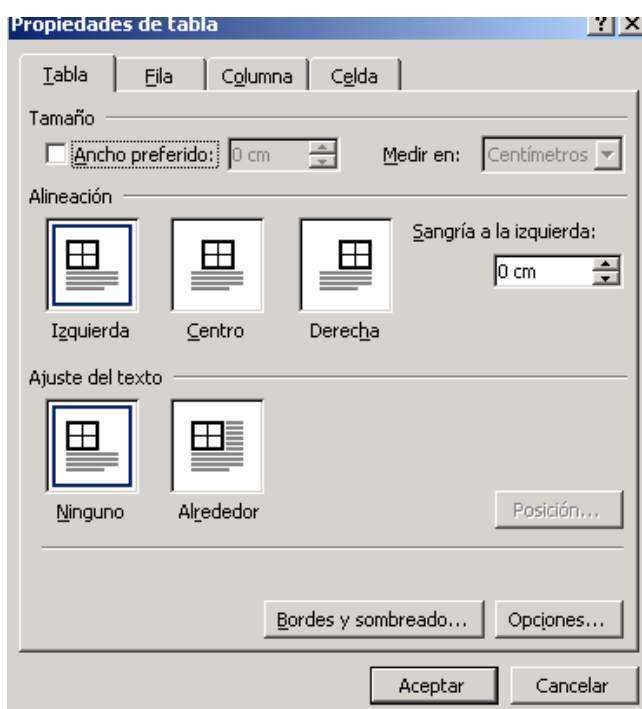 Propiedades de tabla ? X
Tabla Fila Columna Celda
Tamaño
Ancho preferido: 0 cm Medir en: Centímetros
Alineación
Sangría a la izquierda:
0 cm
Izquierda Centro Derecha
Ajuste del texto
Ninguno Alrededor Posición...
Bordes y sombreado... Opciones...
Aceptar Cancelar